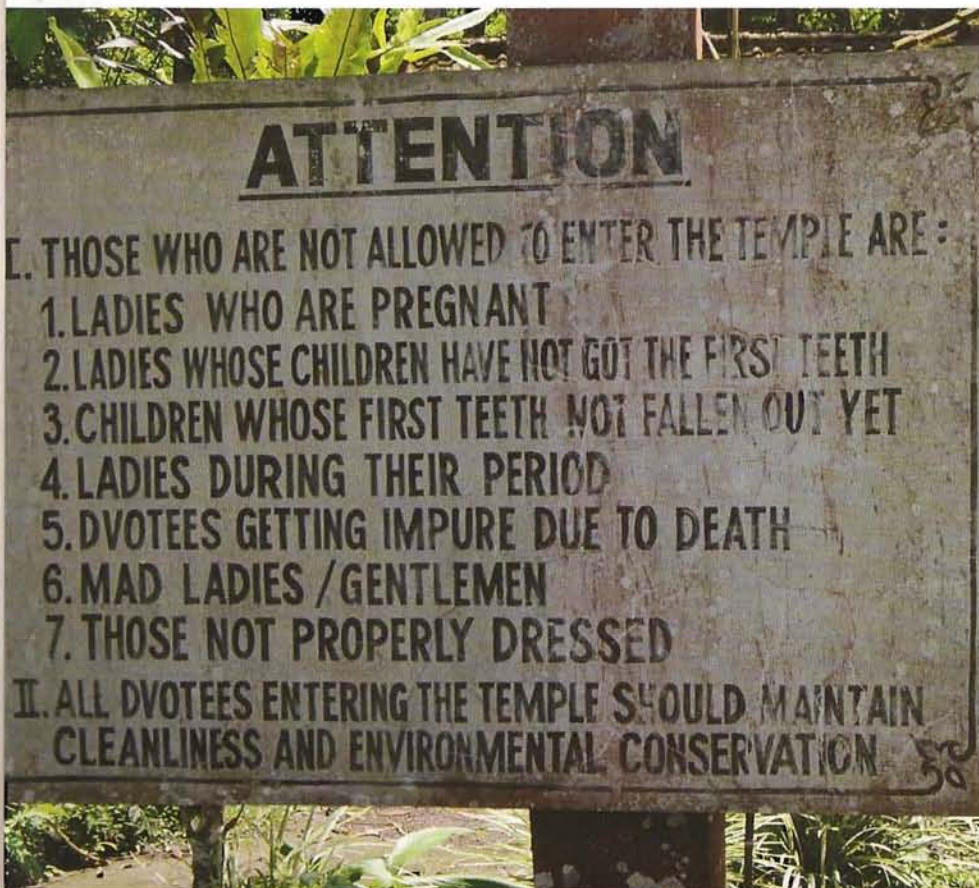 ATTENTION
I. THOSE WHO ARE NOT ALLOWED TO ENTER THE TEMPLE ARE:
1. LADIES WHO ARE PREGNANT
2. LADIES WHOSE CHILDREN HAVE NOT GOT THE FIRST TEETH
3. CHILDREN WHOSE FIRST TEETH NOT FALLEN OUT YET
4. LADIES DURING THEIR PERIOD
5. DVOTEES GETTING IMPURE DUE TO DEATH
6. MAD LADIES / GENTLEMEN
7. THOSE NOT PROPERLY DRESSED
II. ALL DVOTEES ENTERING THE TEMPLE SHOULD MAINTAIN
CLEANLINESS AND ENVIRONMENTAL CONSERVATION